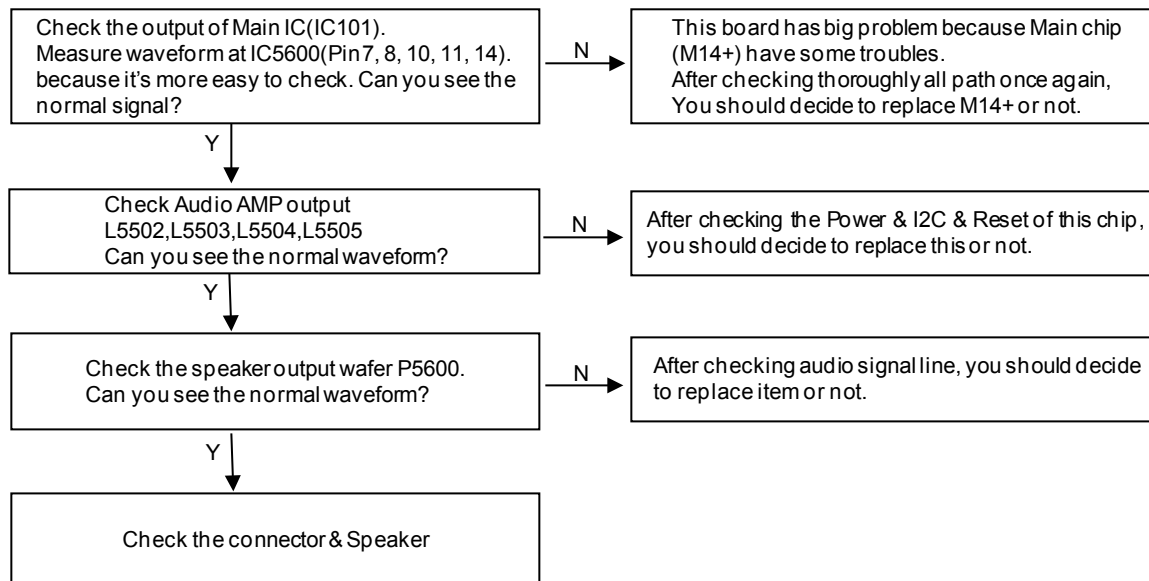 Check the output of Main IC(IC101).
Measure waveform at IC5600(Pin7, 8, 10, 11, 14).
because it's more easy to check. Can you see the
normal signal?
N
This board has big problem because Main chip
(M14+) have some troubles.
After checking thoroughly all path once again,
You should decide to replace M14+ or not.
Y
Check Audio AMP output
L5502,L5503,L5504,L5505
Can you see the normal waveform?
N
After checking the Power & I2C & Reset of this chip,
you should decide to replace this or not.
Y
Check the speaker output wafer P5600.
Can you see the normal waveform?
N
After checking audio signal line, you should decide
to replace item or not.
Y
Check the connector & Speaker